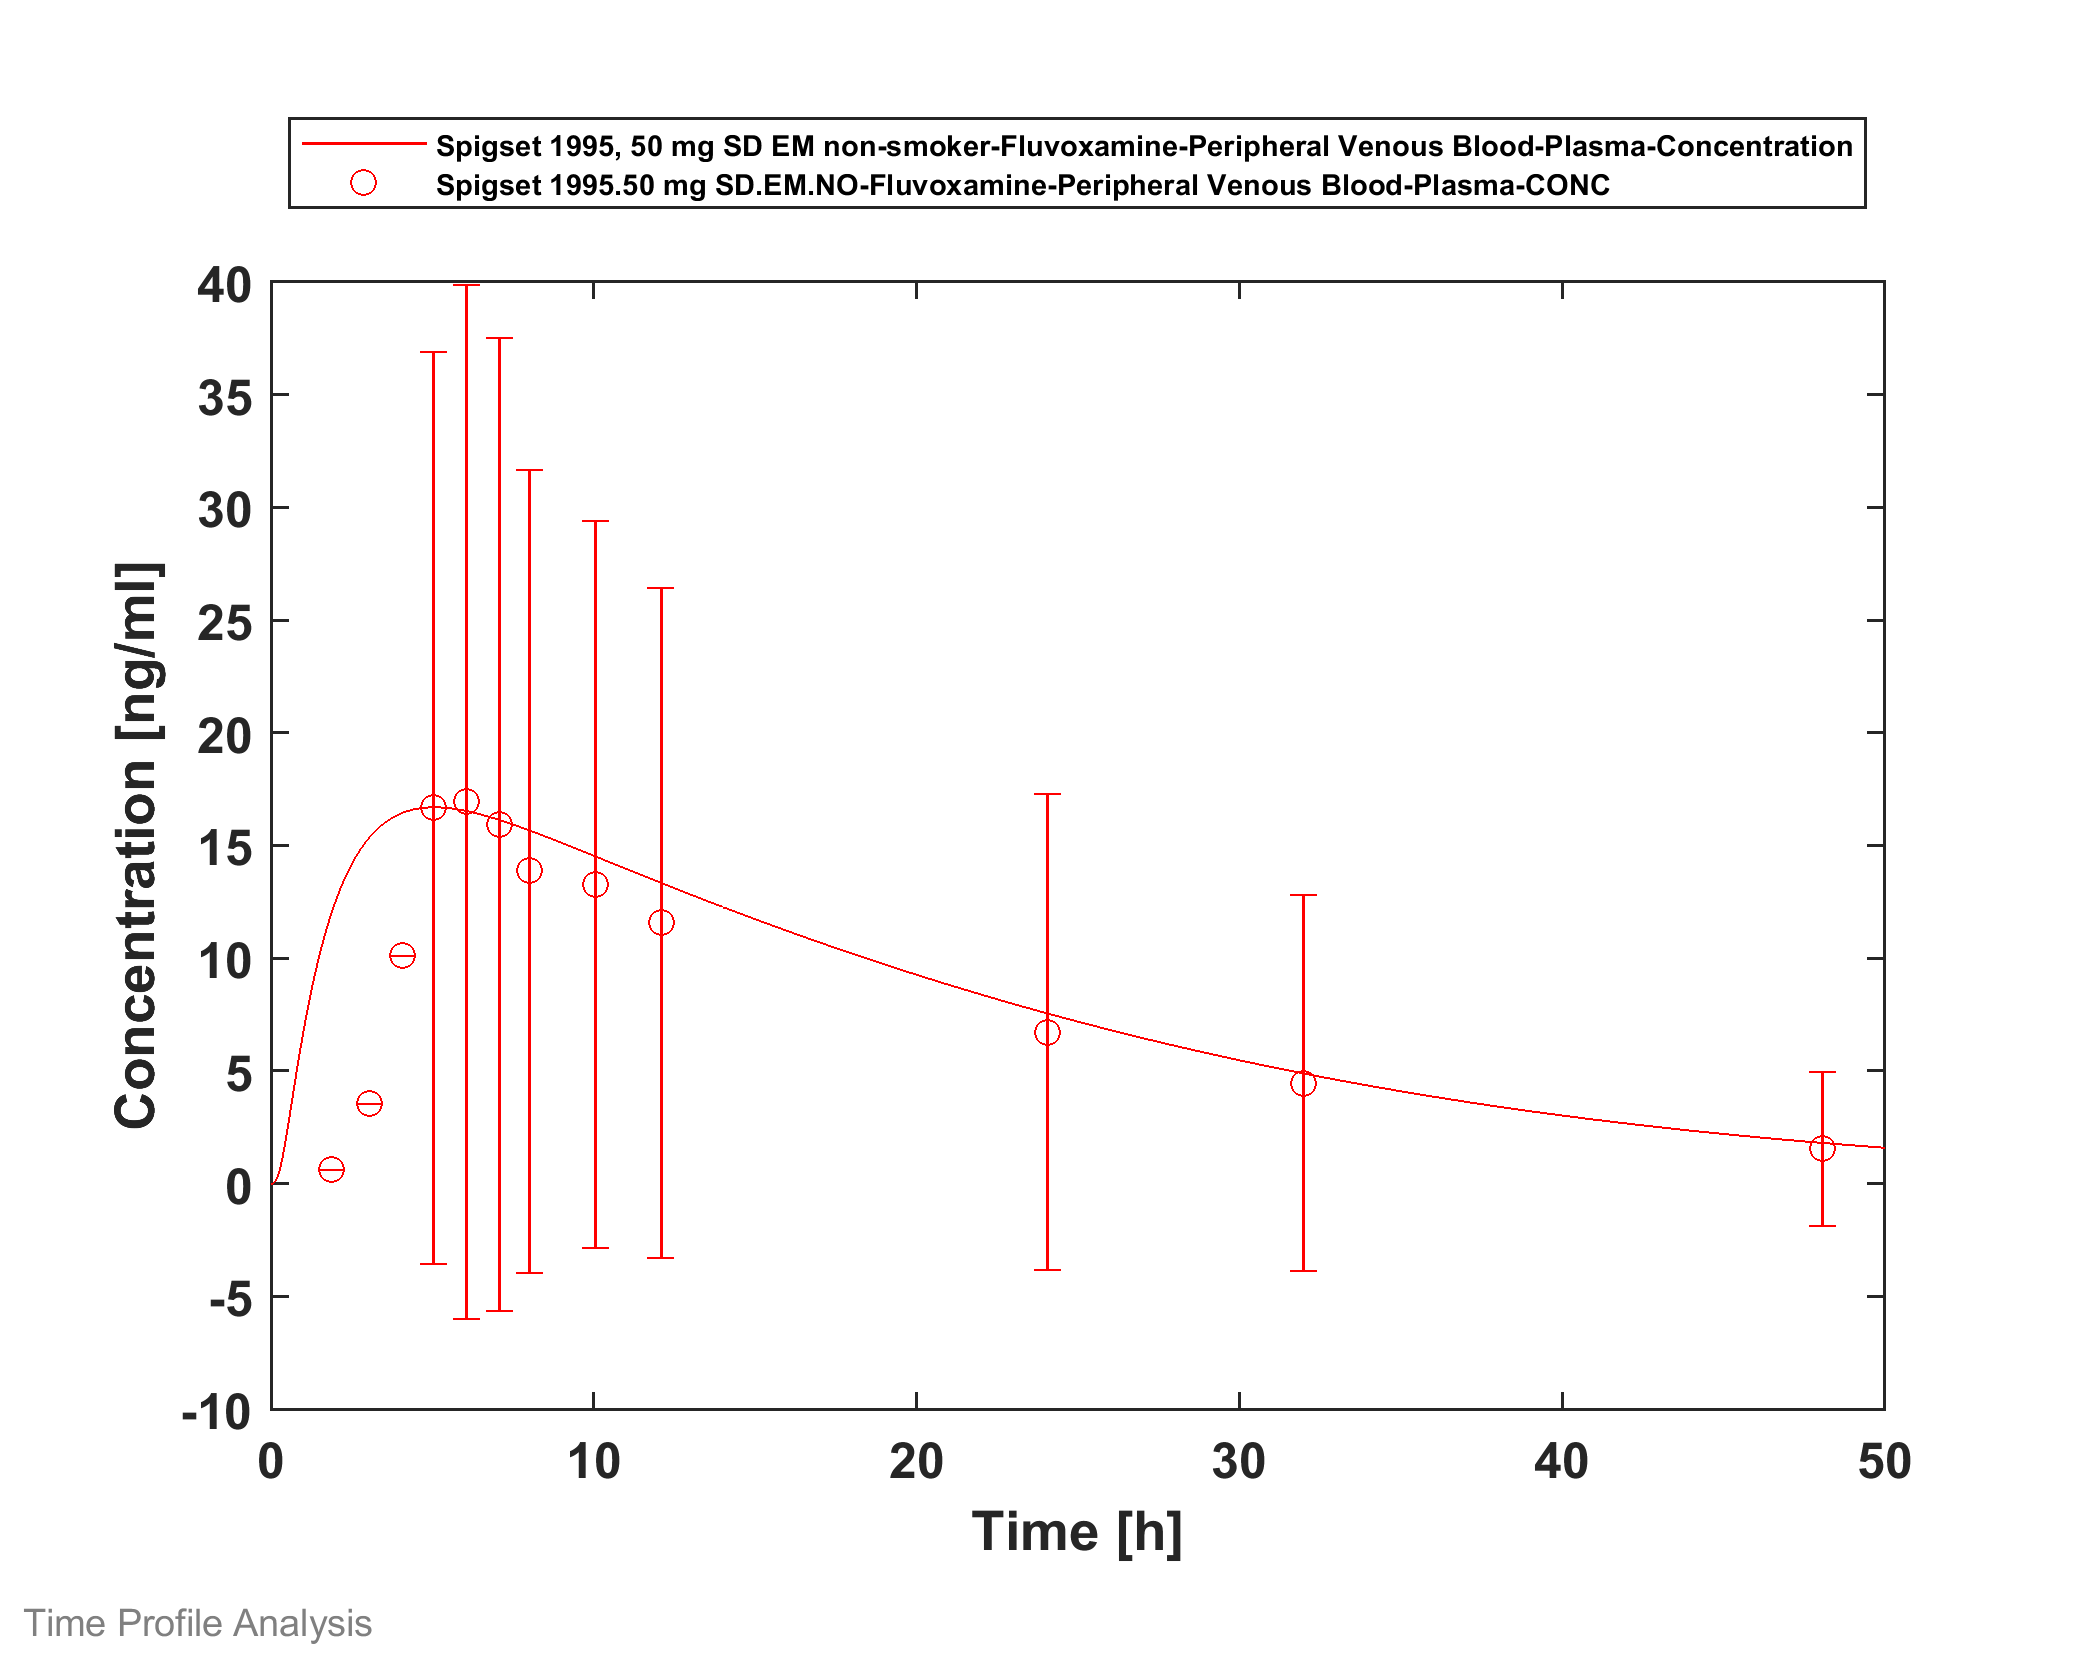 Spigset 1995, 50 mg SD EM non-smoker-Fluvoxamine-Peripheral Venous Blood-Plasma-Concentration
Spigset 1995.50 mg SD.EM.NO-Fluvoxamine-Peripheral Venous Blood-Plasma-CONC
40
35
30
25
20
15
10
5
0
-5
-10
Concentration [ng/ml]
0 10 20 30 40 50
Time [h]
Time Profile Analysis